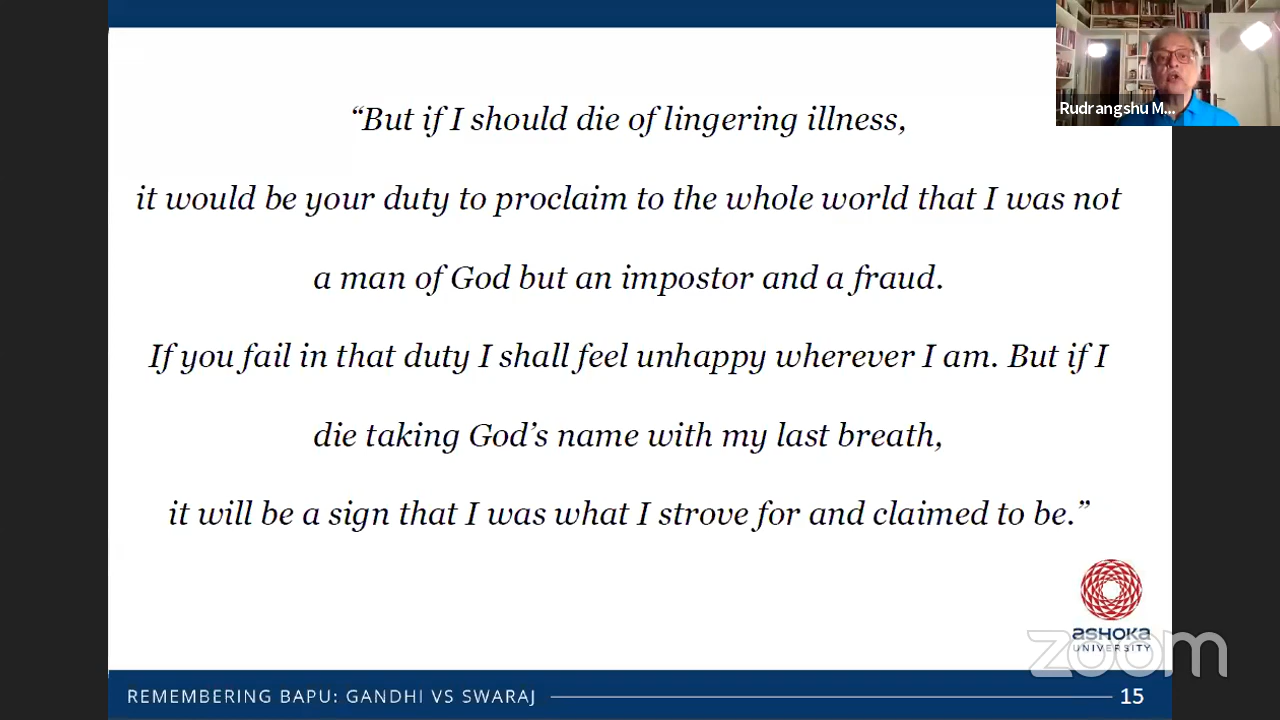 Rudrangshu M...
“But if I should die of lingering illness,
it would be your duty to proclaim to the whole world that I was not
a man of God but an impostor and a fraud.
If you fail in that duty I shall feel unhappy wherever I am. But if I
die taking God’s name with my last breath,
it will be a sign that I was what I strove for and claimed to be.”
ASHOKA
UNIVERSITY
zoom
REMEMBERING BAPU: GANDHI VS SWARAJ
15